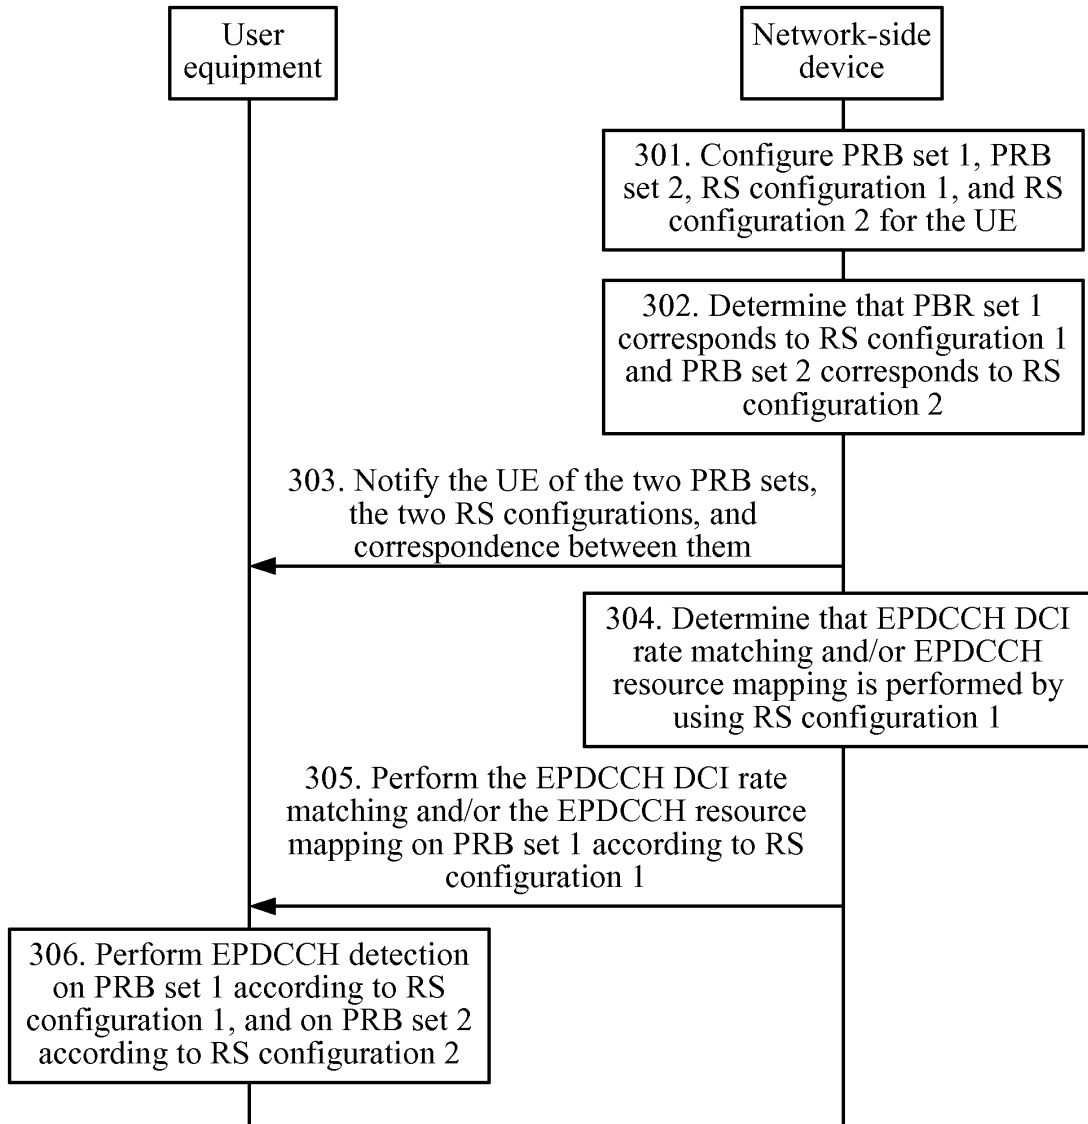 User
equipment
Network-side
device
301. Configure PRB set 1, PRB
set 2, RS configuration 1, and RS
configuration 2 for the UE
302. Determine that PBR set 1
corresponds to RS configuration 1
and PRB set 2 corresponds to RS
configuration 2
303. Notify the UE of the two PRB sets,
the two RS configurations, and
correspondence between them
304. Determine that EPDCCH DCI
rate matching and/or EPDCCH
resource mapping is performed by
using RS configuration 1
305. Perform the EPDCCH DCI rate
matching and/or the EPDCCH resource
mapping on PRB set 1 according to RS
configuration 1
306. Perform EPDCCH detection
on PRB set 1 according to RS
configuration 1, and on PRB set 2
according to RS configuration 2